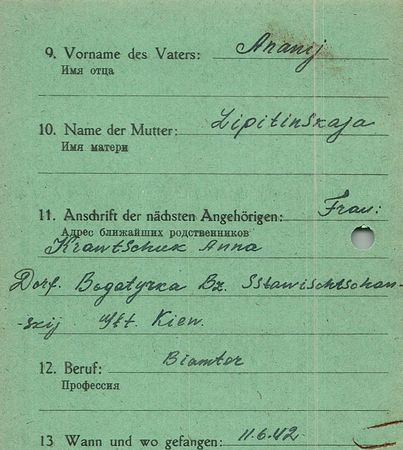 9. Vorname des Vaters: Ananij
Имя отца
10. Name der Mutter: Lipitinskaja
Имя матери
11. Anschrift der nächsten Angehörigen: Frau:
Адрес ближайших родственников
Krawtschuk Anna
Dorf. Bogatyrka Bz. Sstawischtschan-
-skij Kiew.
12. Beruf: Biamter
Профессия
13 Wann und wo gefangen: 11.6.42